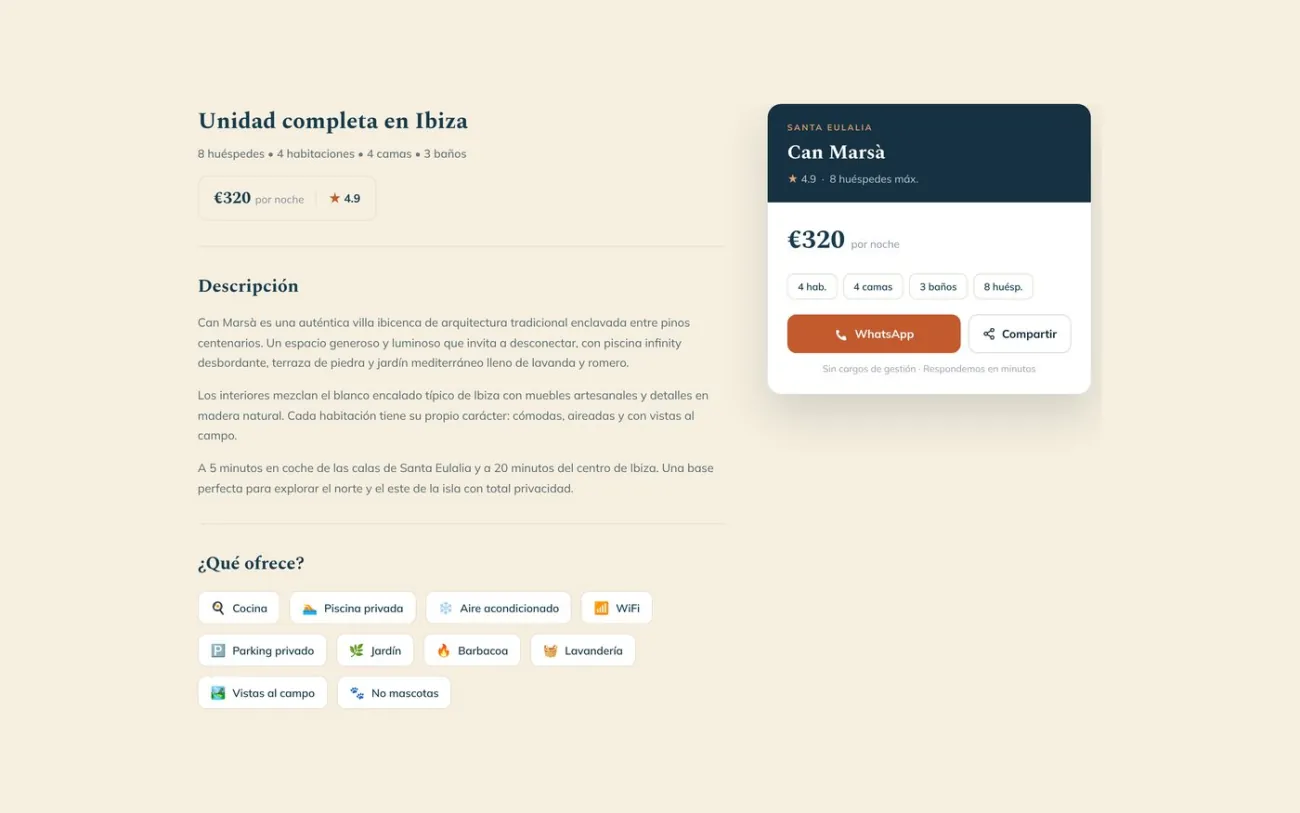 Unidad completa en Ibiza
8 huéspedes • 4 habitaciones • 4 camas • 3 baños
€320 por noche ★ 4.9
Descripción
Can Marsà es una auténtica villa ibicenca de arquitectura tradicional enclavada entre pinos
centenarios. Un espacio generoso y luminoso que invita a desconectar, con piscina infinity
desbordante, terraza de piedra y jardín mediterráneo lleno de lavanda y romero.
Los interiores mezclan el blanco encalado típico de Ibiza con muebles artesanales y detalles en
madera natural. Cada habitación tiene su propio carácter: cómodas, aireadas y con vistas al
campo.
A 5 minutos en coche de las calas de Santa Eulalia y a 20 minutos del centro de Ibiza. Una base
perfecta para explorar el norte y el este de la isla con total privacidad.
¿Qué ofrece?
Cocina Piscina privada Aire acondicionado WiFi
Parking privado Jardín Barbacoa Lavandería
Vistas al campo No mascotas
SANTA EULALIA
Can Marsà
★ 4.9 · 8 huéspedes máx.
€320 por noche
4 hab. 4 camas 3 baños 8 huésp.
WhatsApp Compartir
Sin cargos de gestión · Respondemos en minutos